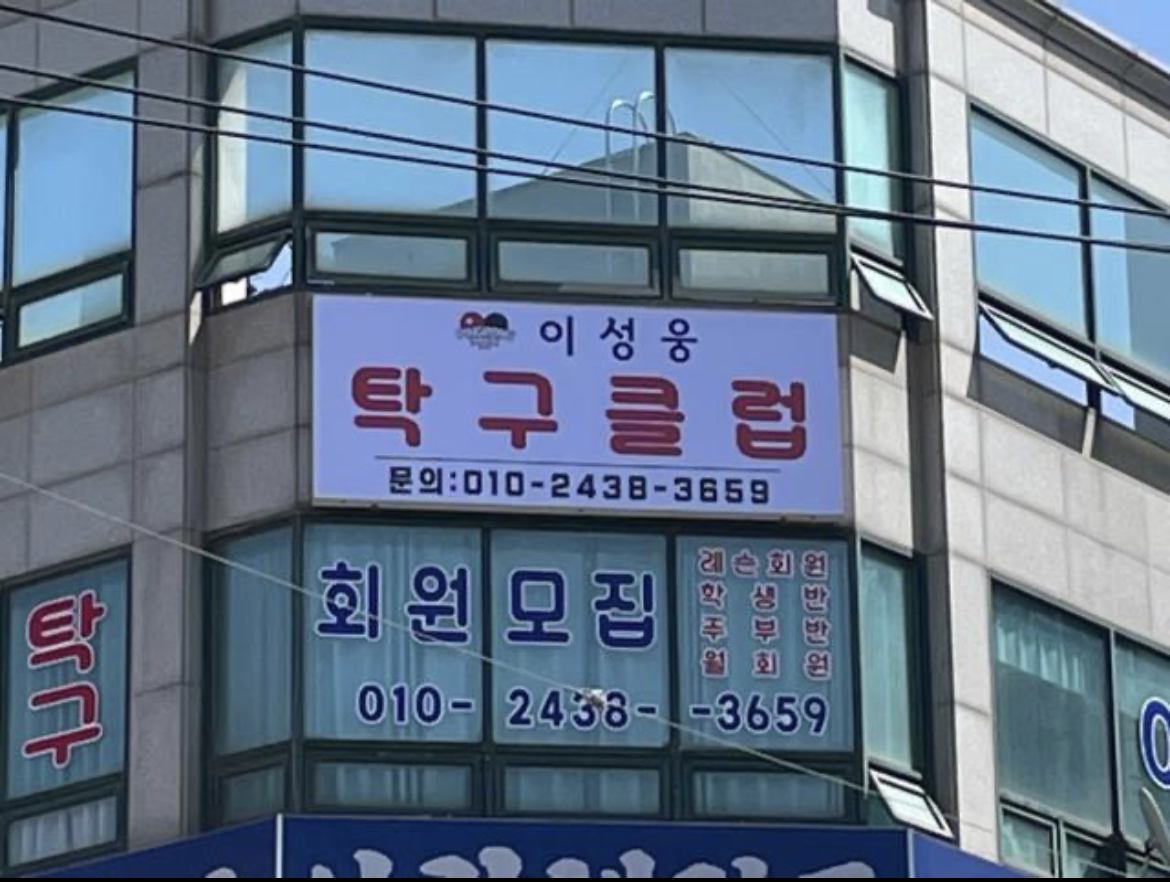 이성웅
탁구클럽
문의:010-2438-3659
회원모집
010- 2438- -3659
레슨회원
학생반
주부반
월회원
탁구